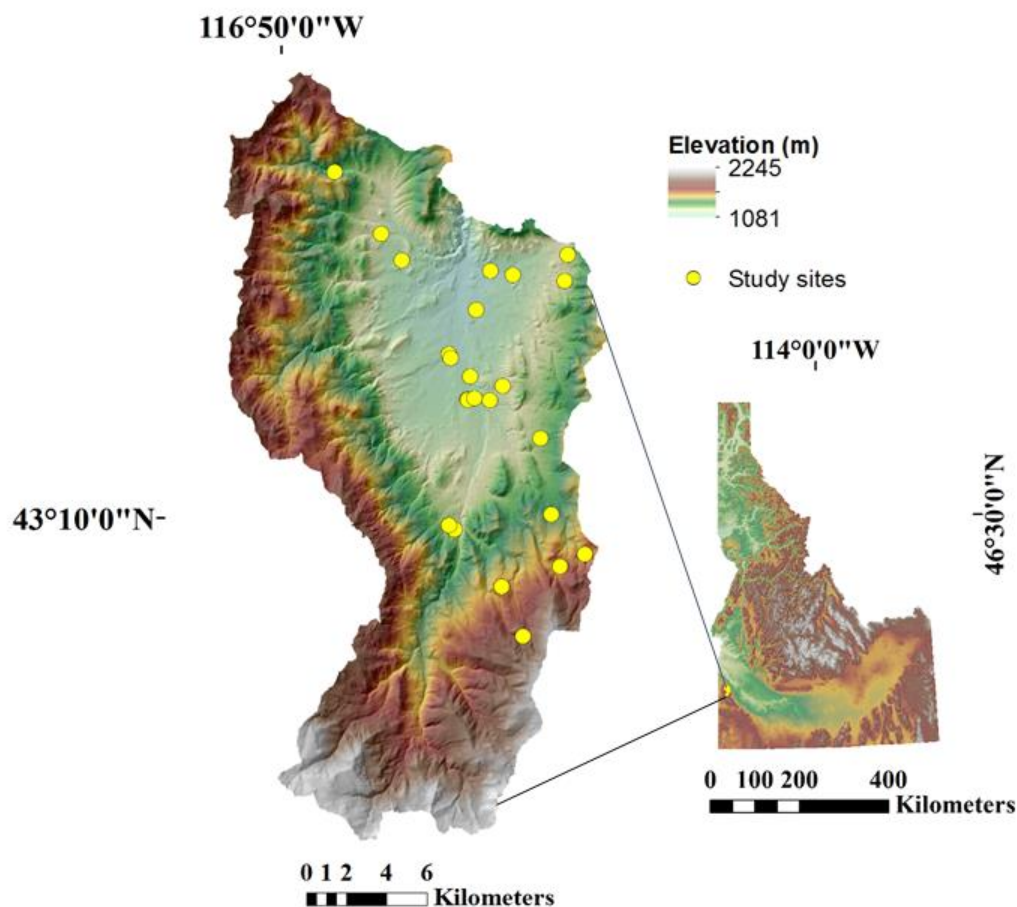 116°50'0"W
Elevation (m)
2245
1081
Study sites
114°0'0"W
43°10'0"N
46°30'0"N
0 100 200 400
Kilometers
0 1 2 4 6
Kilometers